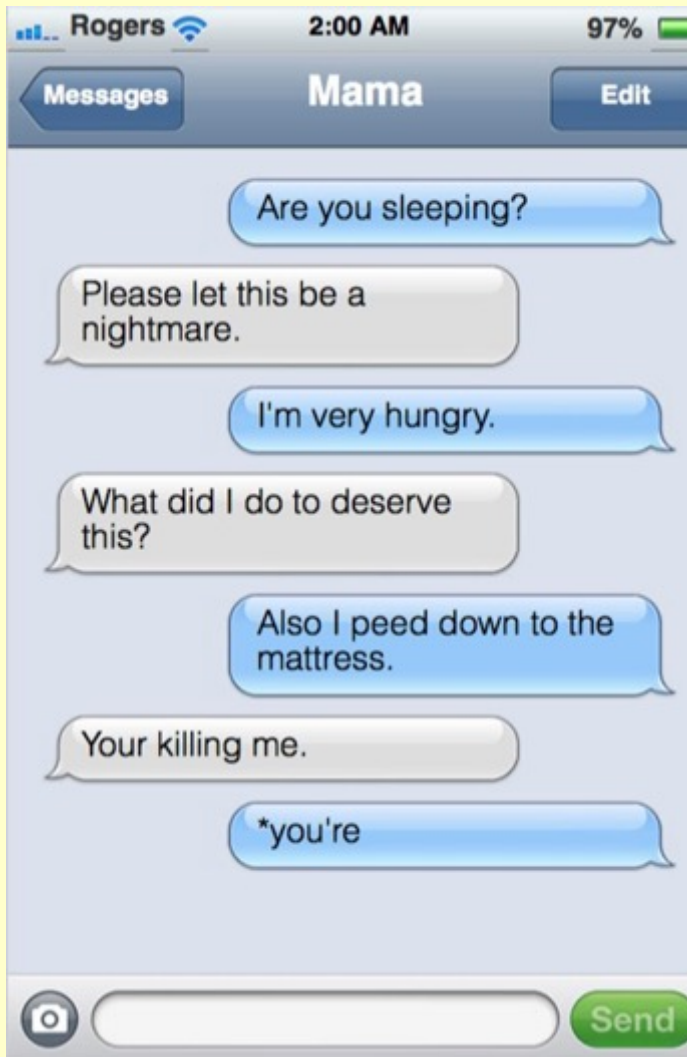 Rogers 2:00 AM 97%
Messages Mama Edit
Are you sleeping?
Please let this be a
nightmare.
I'm very hungry.
What did I do to deserve
this?
Also I peed down to the
mattress.
Your killing me.
*you're
Send